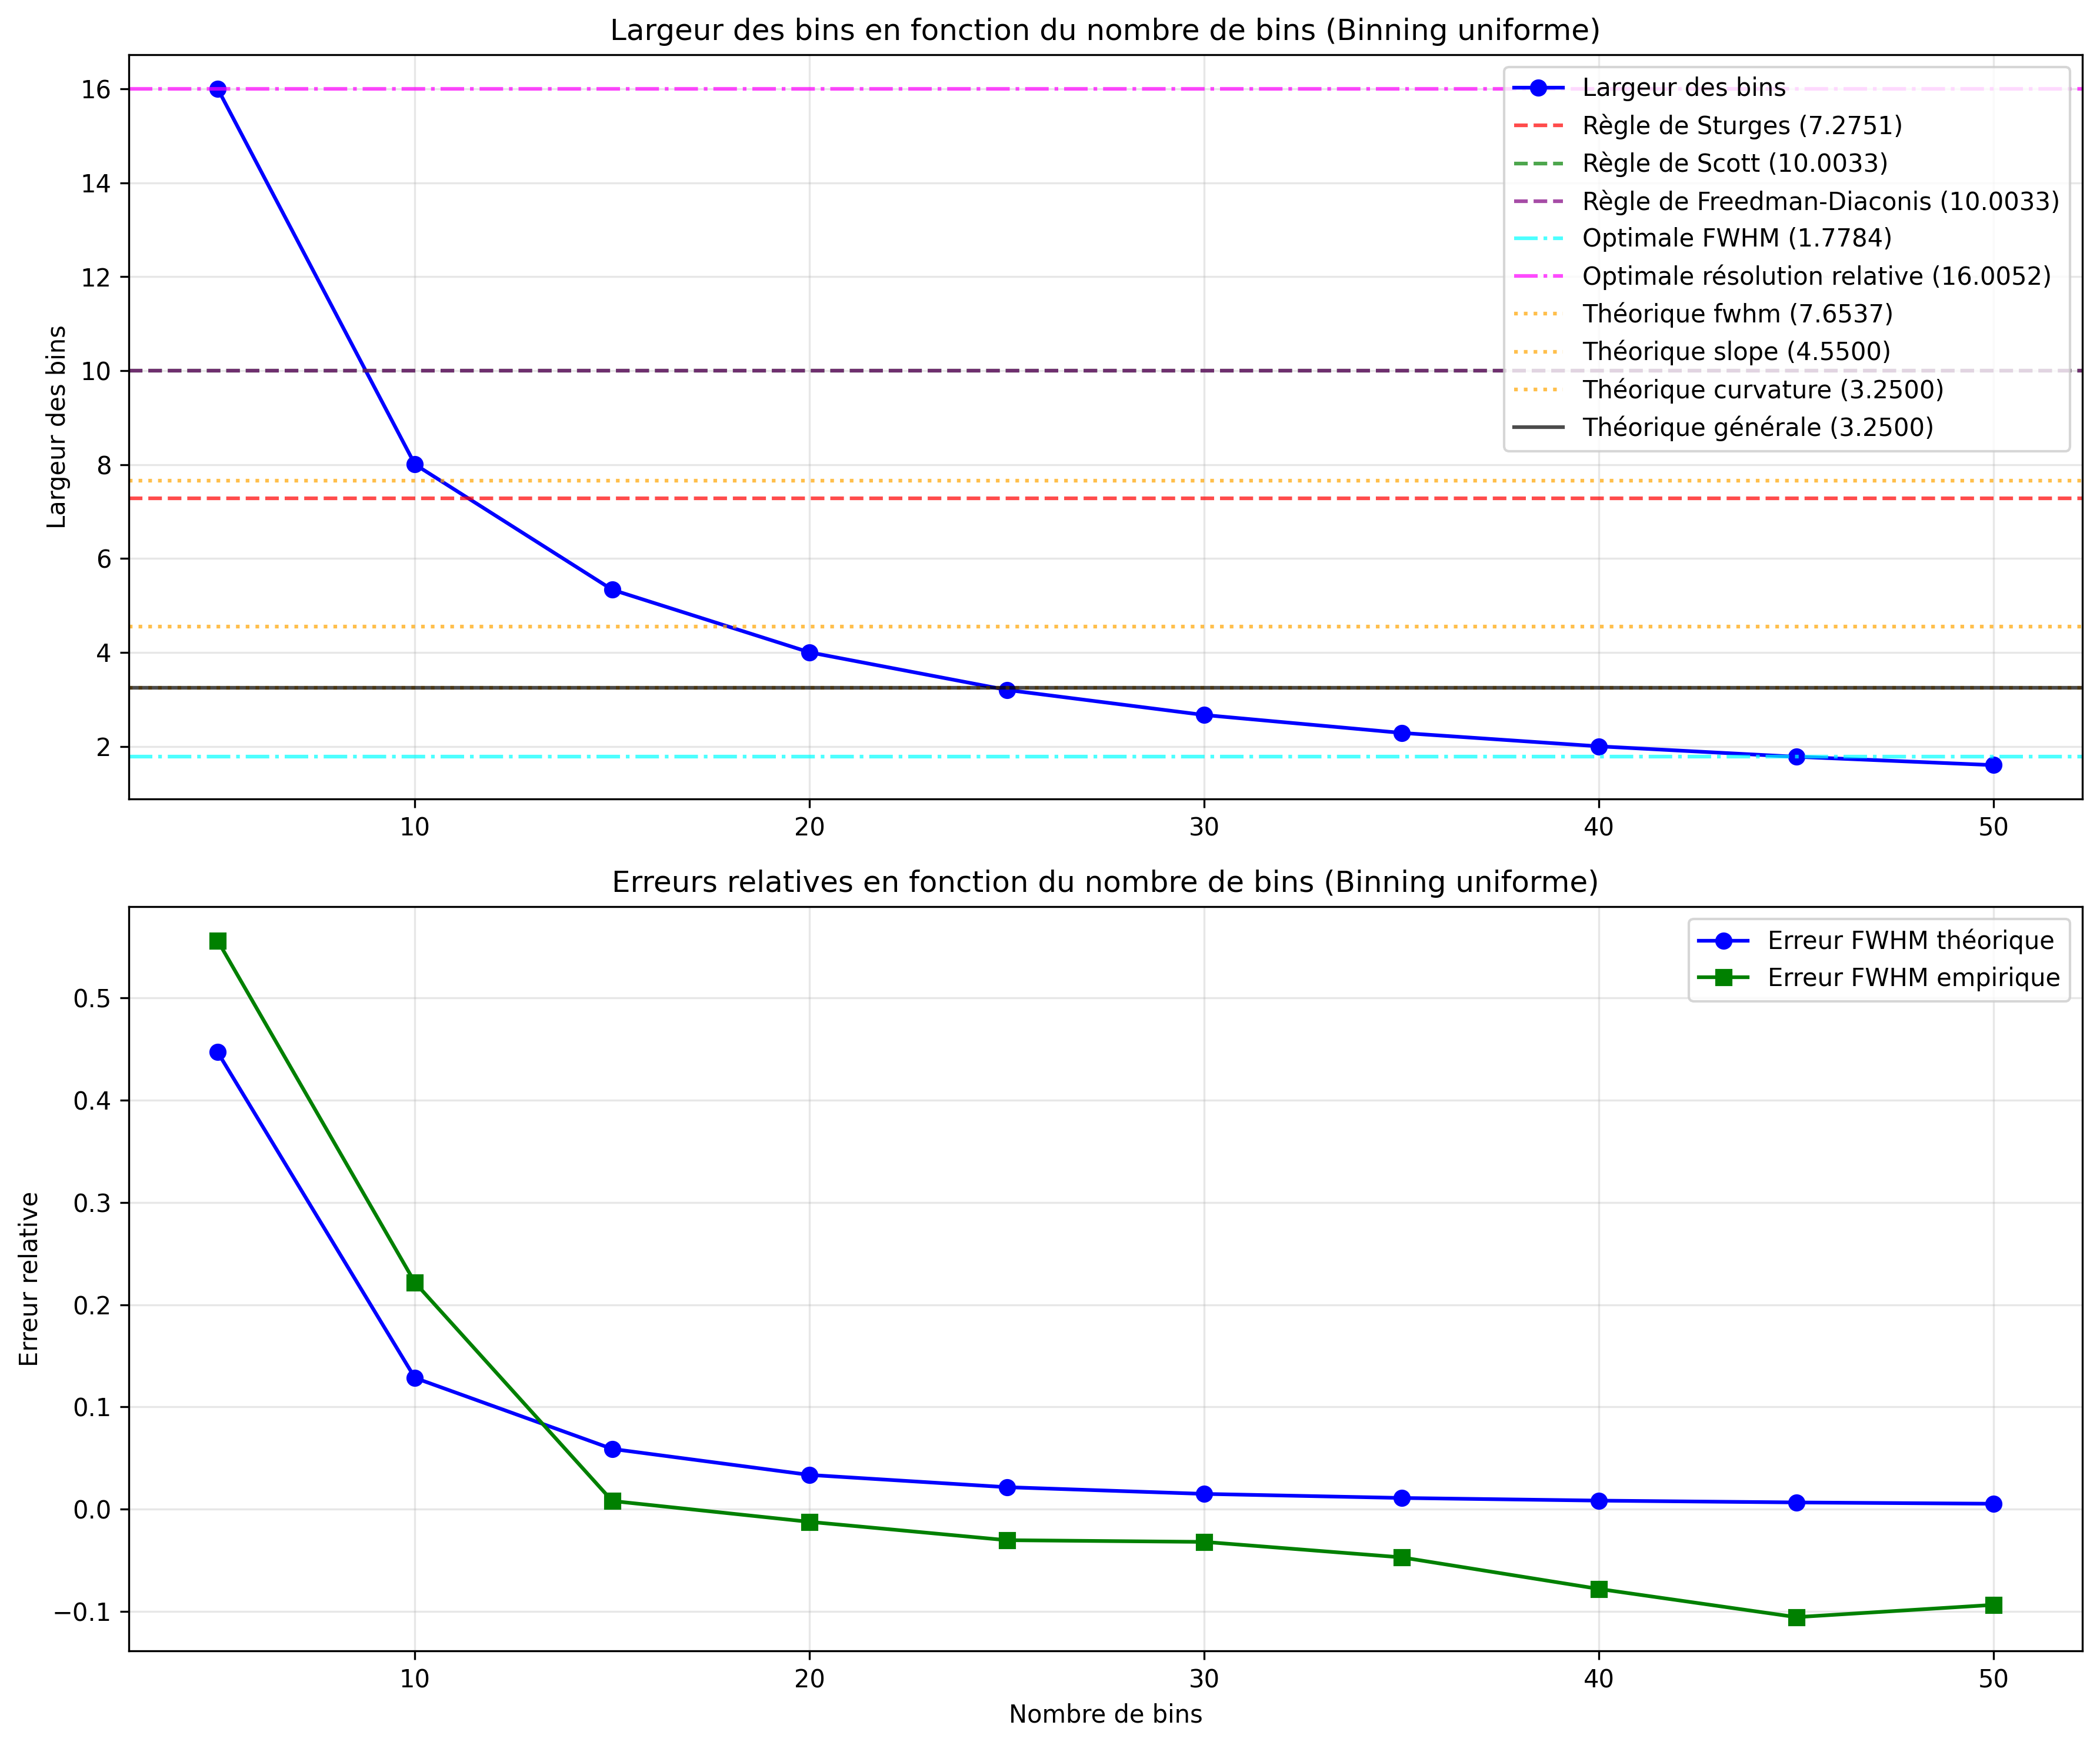 Largeur des bins en fonction du nombre de bins (Binning uniforme)
Largeur des bins
16
14
12
10
8
6
4
2
Largeur des bins
Règle de Sturges (7.2751)
Règle de Scott (10.0033)
Règle de Freedman-Diaconis (10.0033)
Optimale FWHM (1.7784)
Optimale résolution relative (16.0052)
Théorique fwhm (7.6537)
Théorique slope (4.5500)
Théorique curvature (3.2500)
Théorique générale (3.2500)
10 20 30 40 50
Erreurs relatives en fonction du nombre de bins (Binning uniforme)
Erreur relative
0.5
0.4
0.3
0.2
0.1
0.0
−0.1
Erreur FWHM théorique
Erreur FWHM empirique
10 20 30 40 50
Nombre de bins